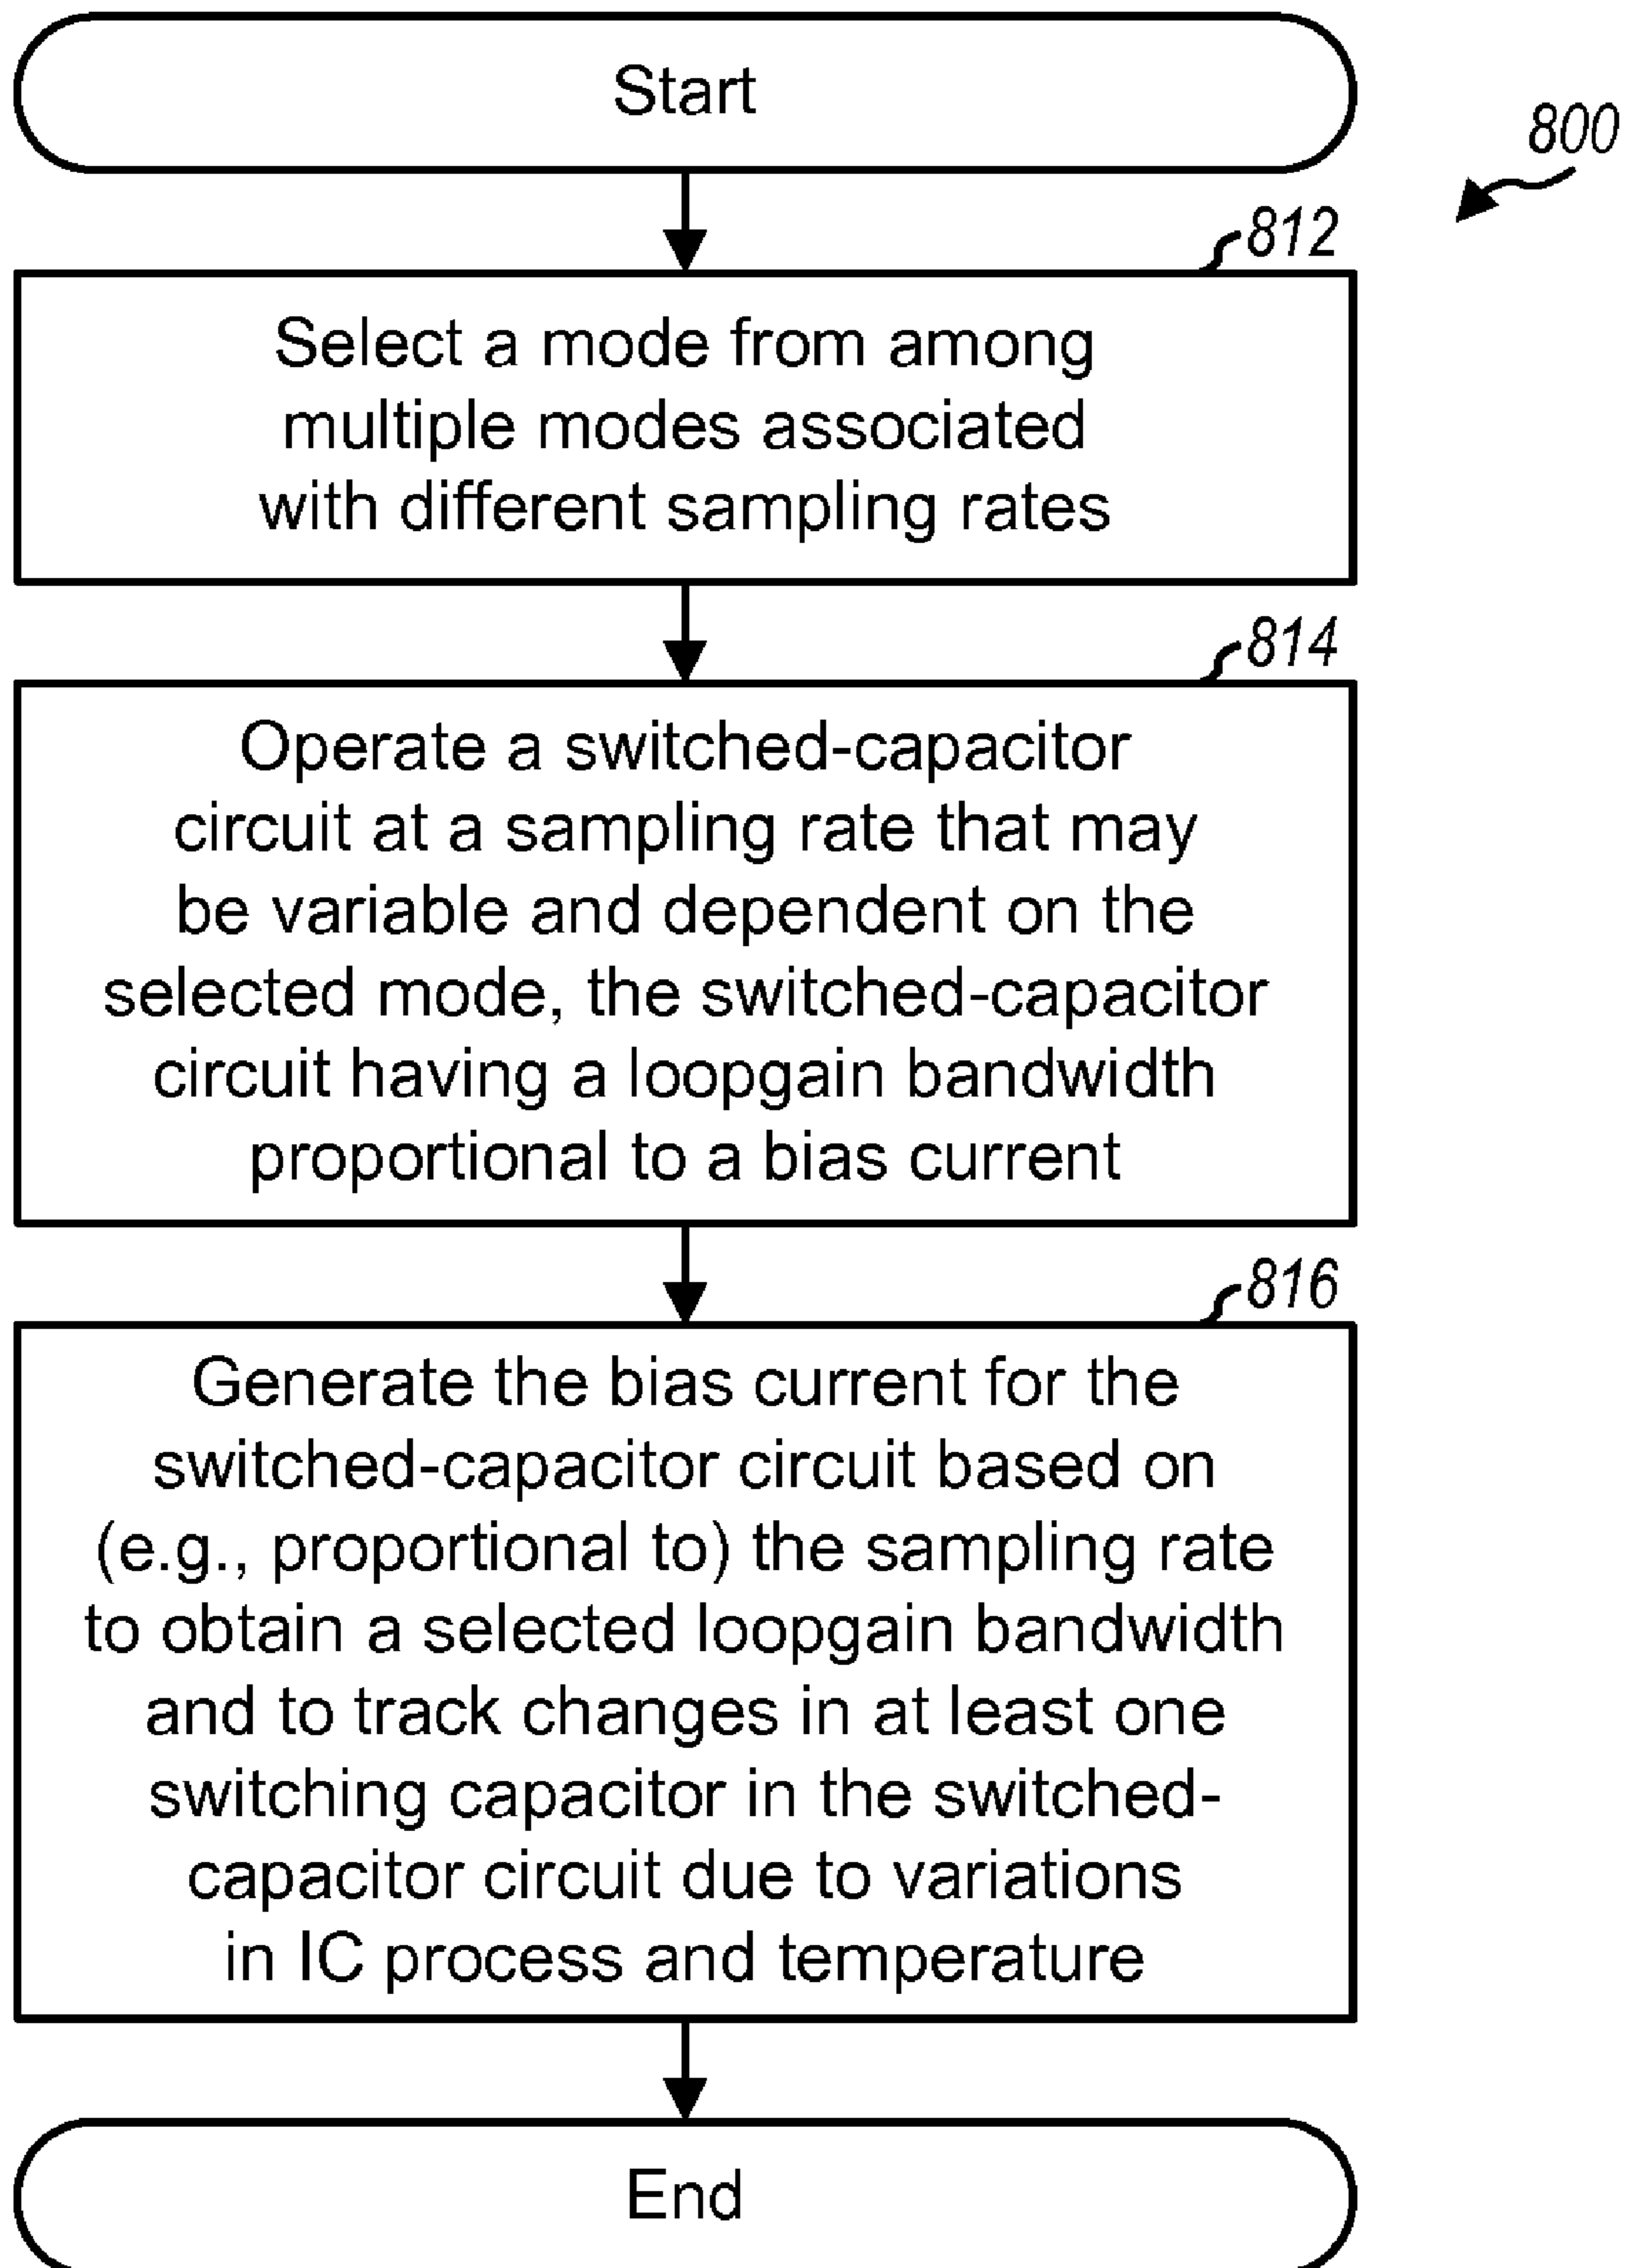 Start
800
812
Select a mode from among
multiple modes associated
with different sampling rates
814
Operate a switched-capacitor
circuit at a sampling rate that may
be variable and dependent on the
selected mode, the switched-capacitor
circuit having a loopgain bandwidth
proportional to a bias current
816
Generate the bias current for the
switched-capacitor circuit based on
(e.g., proportional to) the sampling rate
to obtain a selected loopgain bandwidth
and to track changes in at least one
switching capacitor in the switched-
capacitor circuit due to variations
in IC process and temperature
End